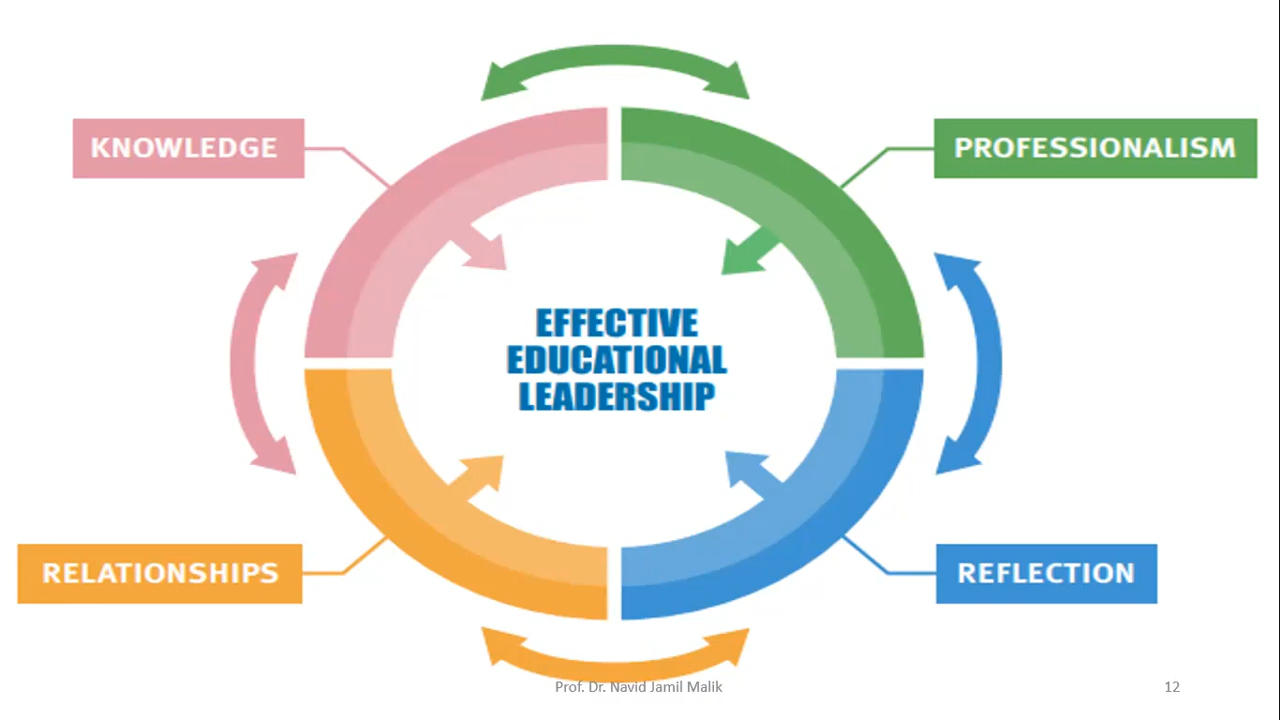 KNOWLEDGE
PROFESSIONALISM
EFFECTIVE
EDUCATIONAL
LEADERSHIP
RELATIONSHIPS
REFLECTION
Prof. Dr. Navid Jamil Malik
12